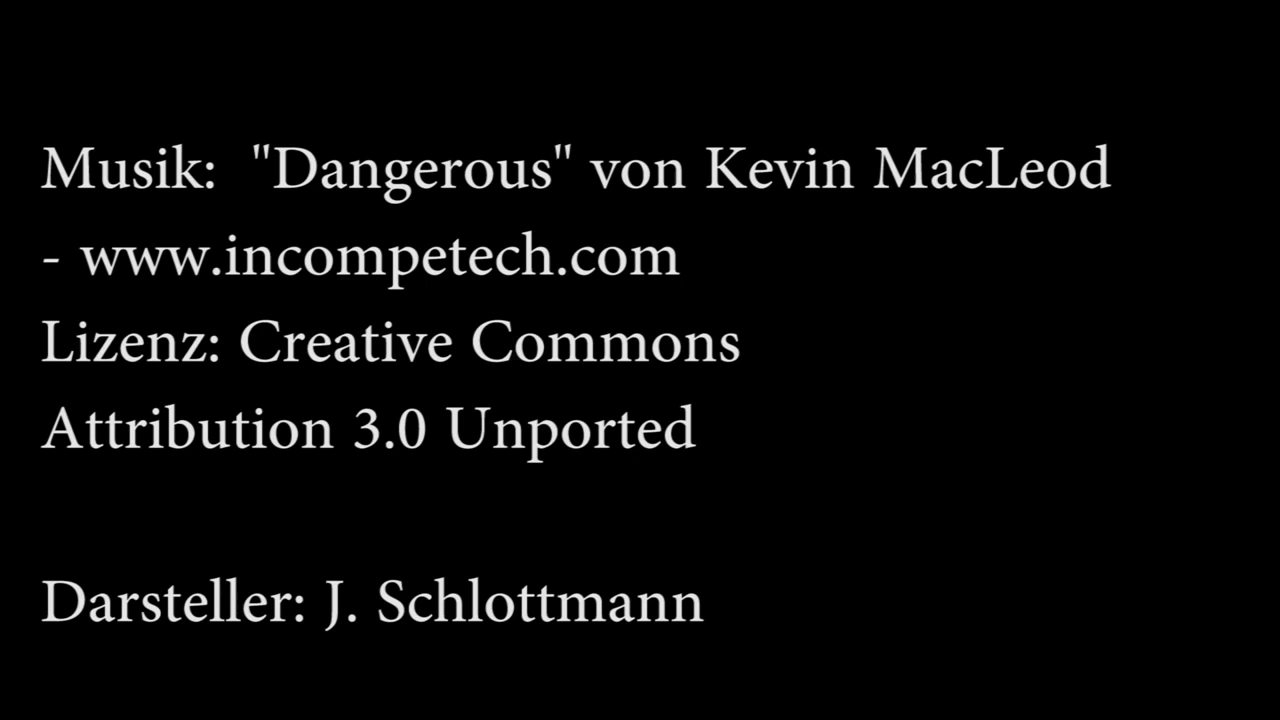 Musik:  "Dangerous" von Kevin MacLeod
- www.incompetech.com
Lizenz: Creative Commons
Attribution 3.0 Unported
Darsteller: J. Schlottmann